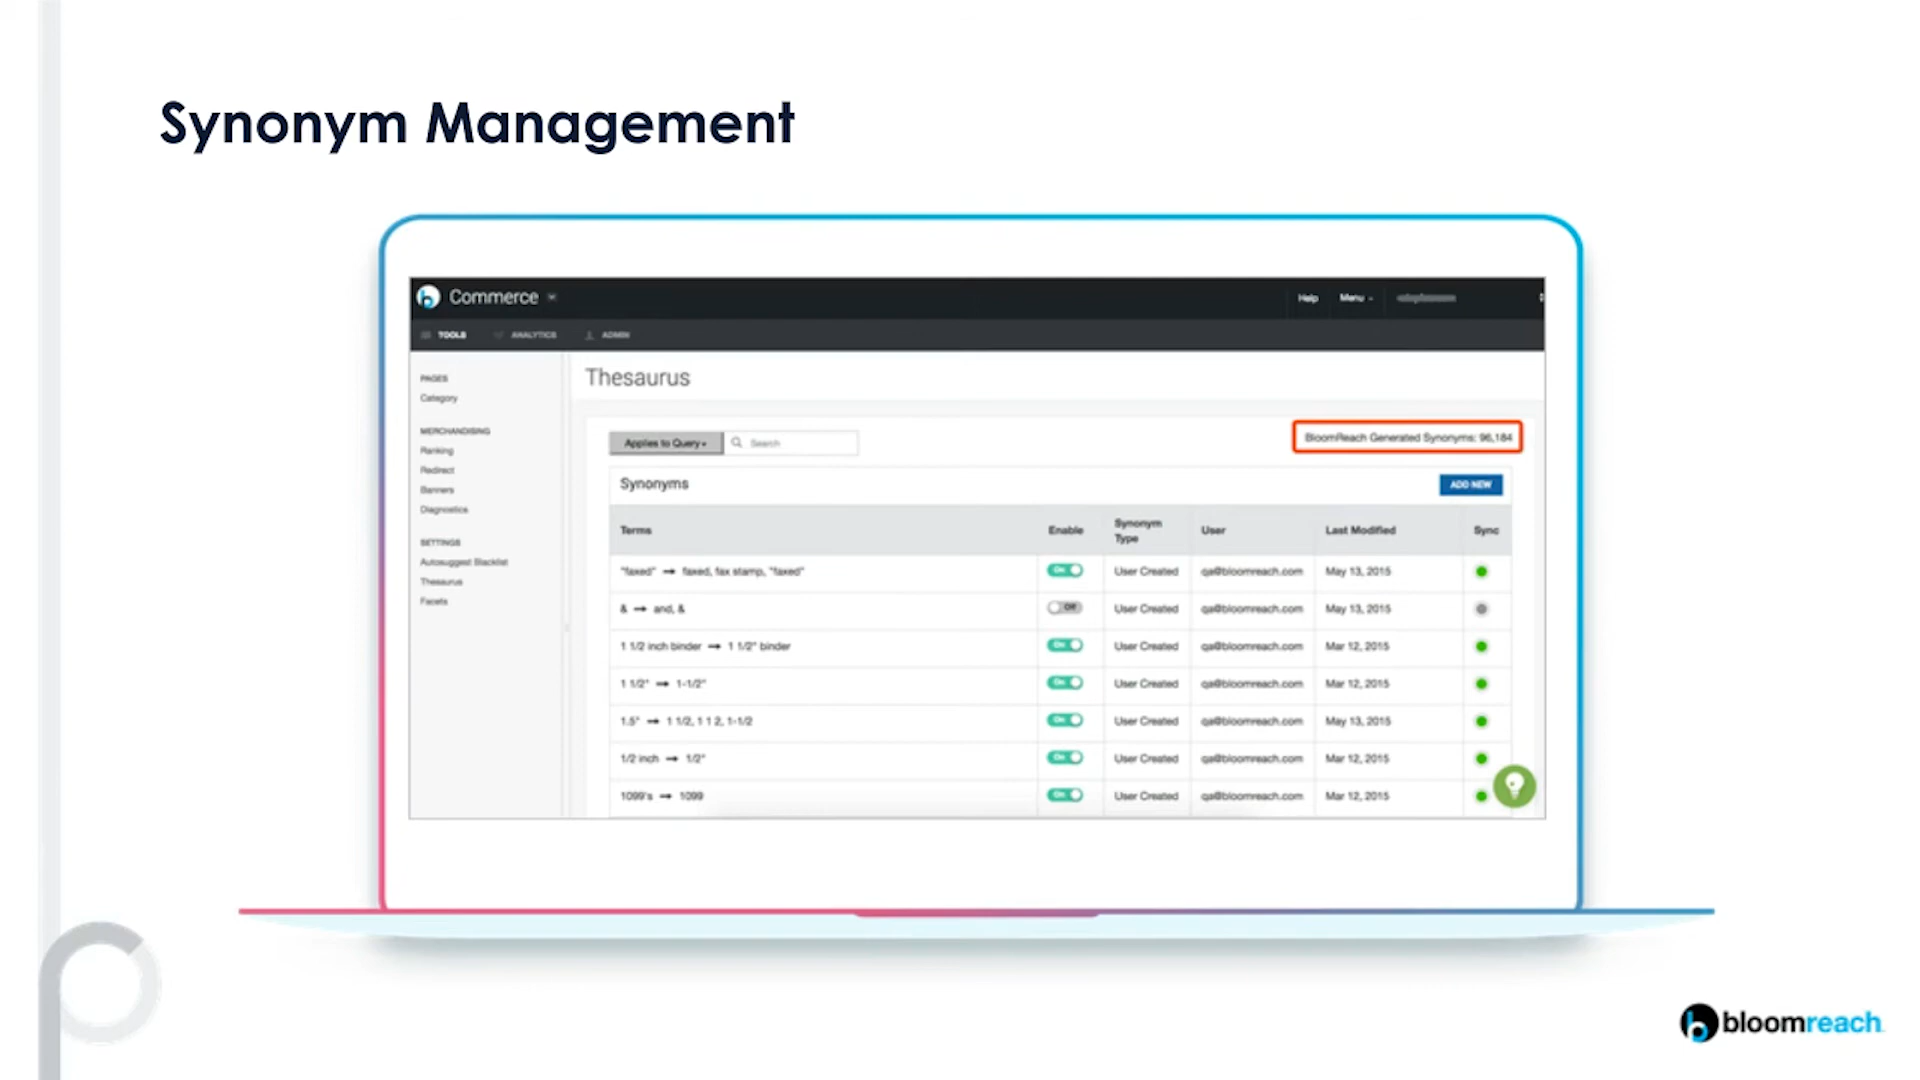 Synonym Management
Commerce
Help Menu
TOOLS ANALYTICS ADMIN
PAGES
Category
MERCHANDISING
Ranking
Redirect
Banners
Diagnostics
SETTINGS
Autosuggest Blacklist
Thesaurus
Facets
Thesaurus
Applies to Query Search
BloomReach Generated Synonyms: 96,184
Synonyms
ADD NEW
Terms Enable Synonym Type User Last Modified Sync
"faxed" → faxed, fax stamp, "faxed" On User Created qa@bloomreach.com May 13, 2015
& → and, & Off User Created qa@bloomreach.com May 13, 2015
1 1/2 inch binder → 1 1/2" binder On User Created qa@bloomreach.com Mar 12, 2015
1 1/2" → 1-1/2" On User Created qa@bloomreach.com Mar 12, 2015
1.5" → 1 1/2, 1 1 2, 1-1/2 On User Created qa@bloomreach.com May 13, 2015
1/2 inch → 1/2" On User Created qa@bloomreach.com Mar 12, 2015
1099's → 1099 On User Created qa@bloomreach.com Mar 12, 2015
bloomreach